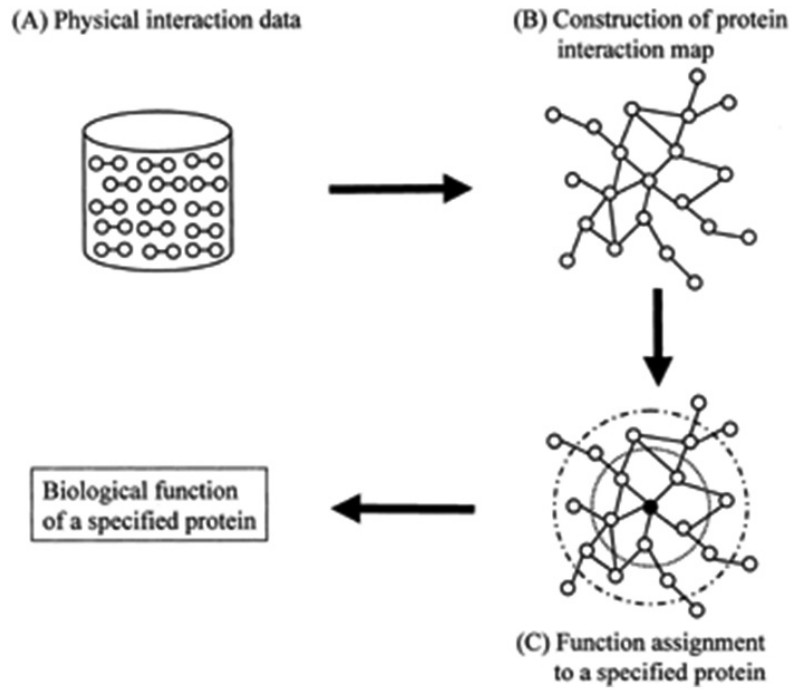 (A) Physical interaction data
(B) Construction of protein
interaction map
Biological function
of a specified protein
(C) Function assignment
to a specified protein